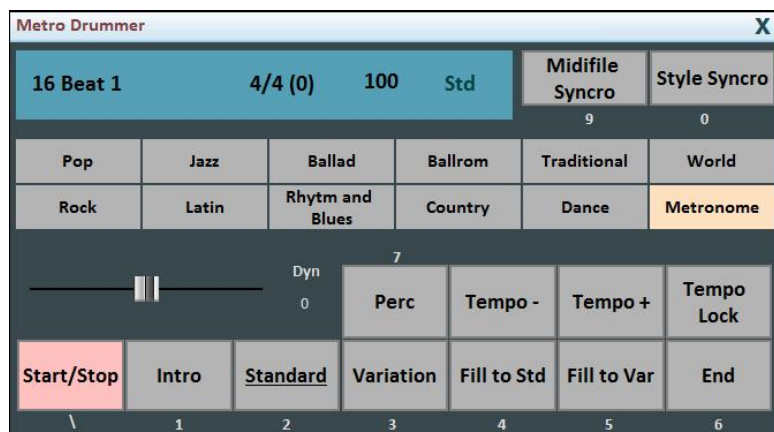 Metro Drummer X
16 Beat 1 4/4 (0) 100 Std
Midifile
Syncro
Style Syncro
9 0
Pop Jazz Ballad Ballrom Traditional World
Rock Latin Rhytm and
Blues Country Dance Metronome
7
Dyn
0
Perc Tempo - Tempo + Tempo
Lock
Start/Stop Intro Standard Variation Fill to Std Fill to Var End
\ 1 2 3 4 5 6